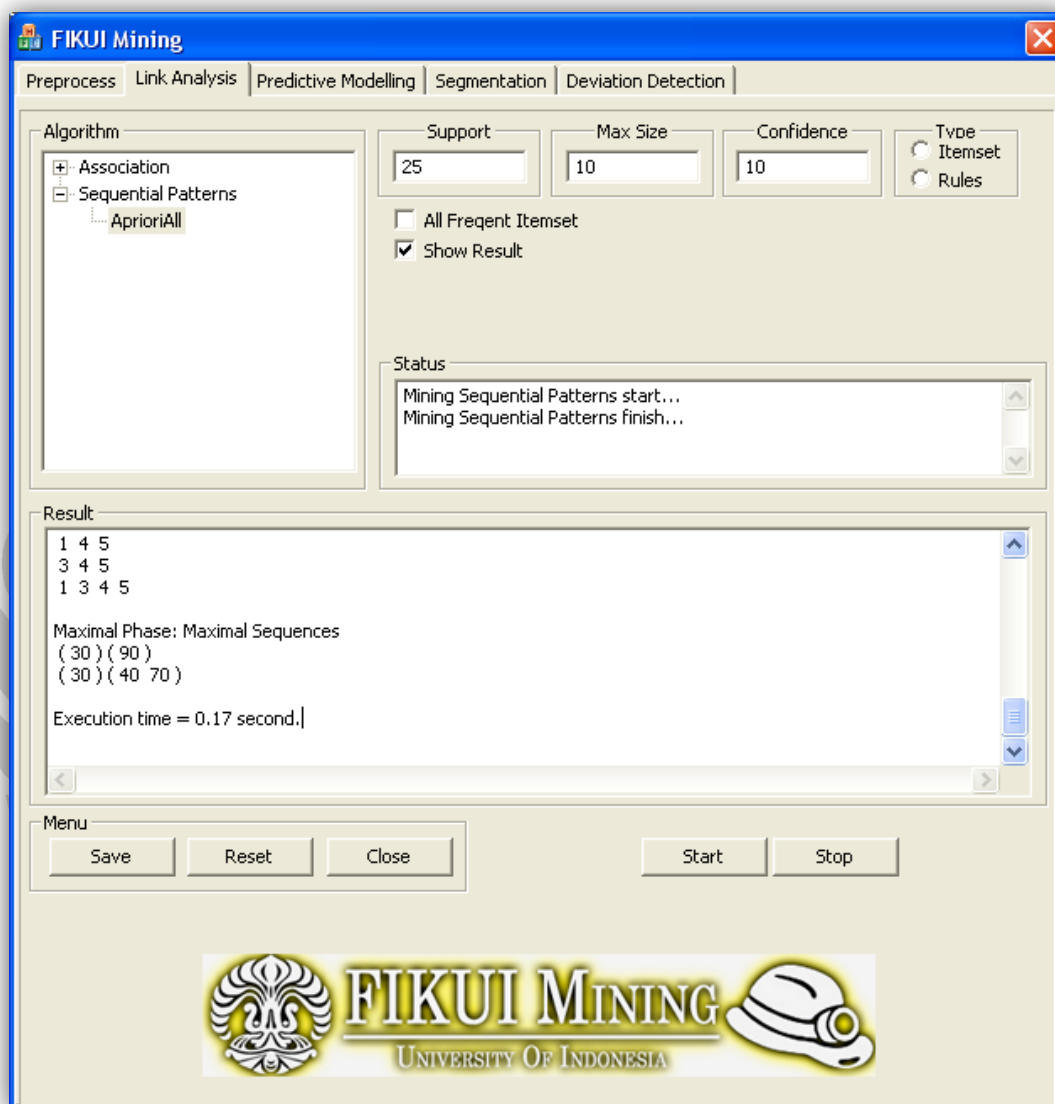 FIKUI Mining
Preprocess Link Analysis Predictive Modelling Segmentation Deviation Detection
Algorithm
Association
Sequential Patterns
AprioriAll
Support
25
Max Size
10
Confidence
10
Type
Itemset
Rules
All Freqent Itemset
Show Result
Status
Mining Sequential Patterns start...
Mining Sequential Patterns finish...
Result
1 4 5
3 4 5
1 3 4 5
Maximal Phase: Maximal Sequences
( 30 ) ( 90 )
( 30 ) ( 40 70 )
Execution time = 0.17 second.
Menu
Save Reset Close Start Stop
FIKUI MINING
UNIVERSITY OF INDONESIA